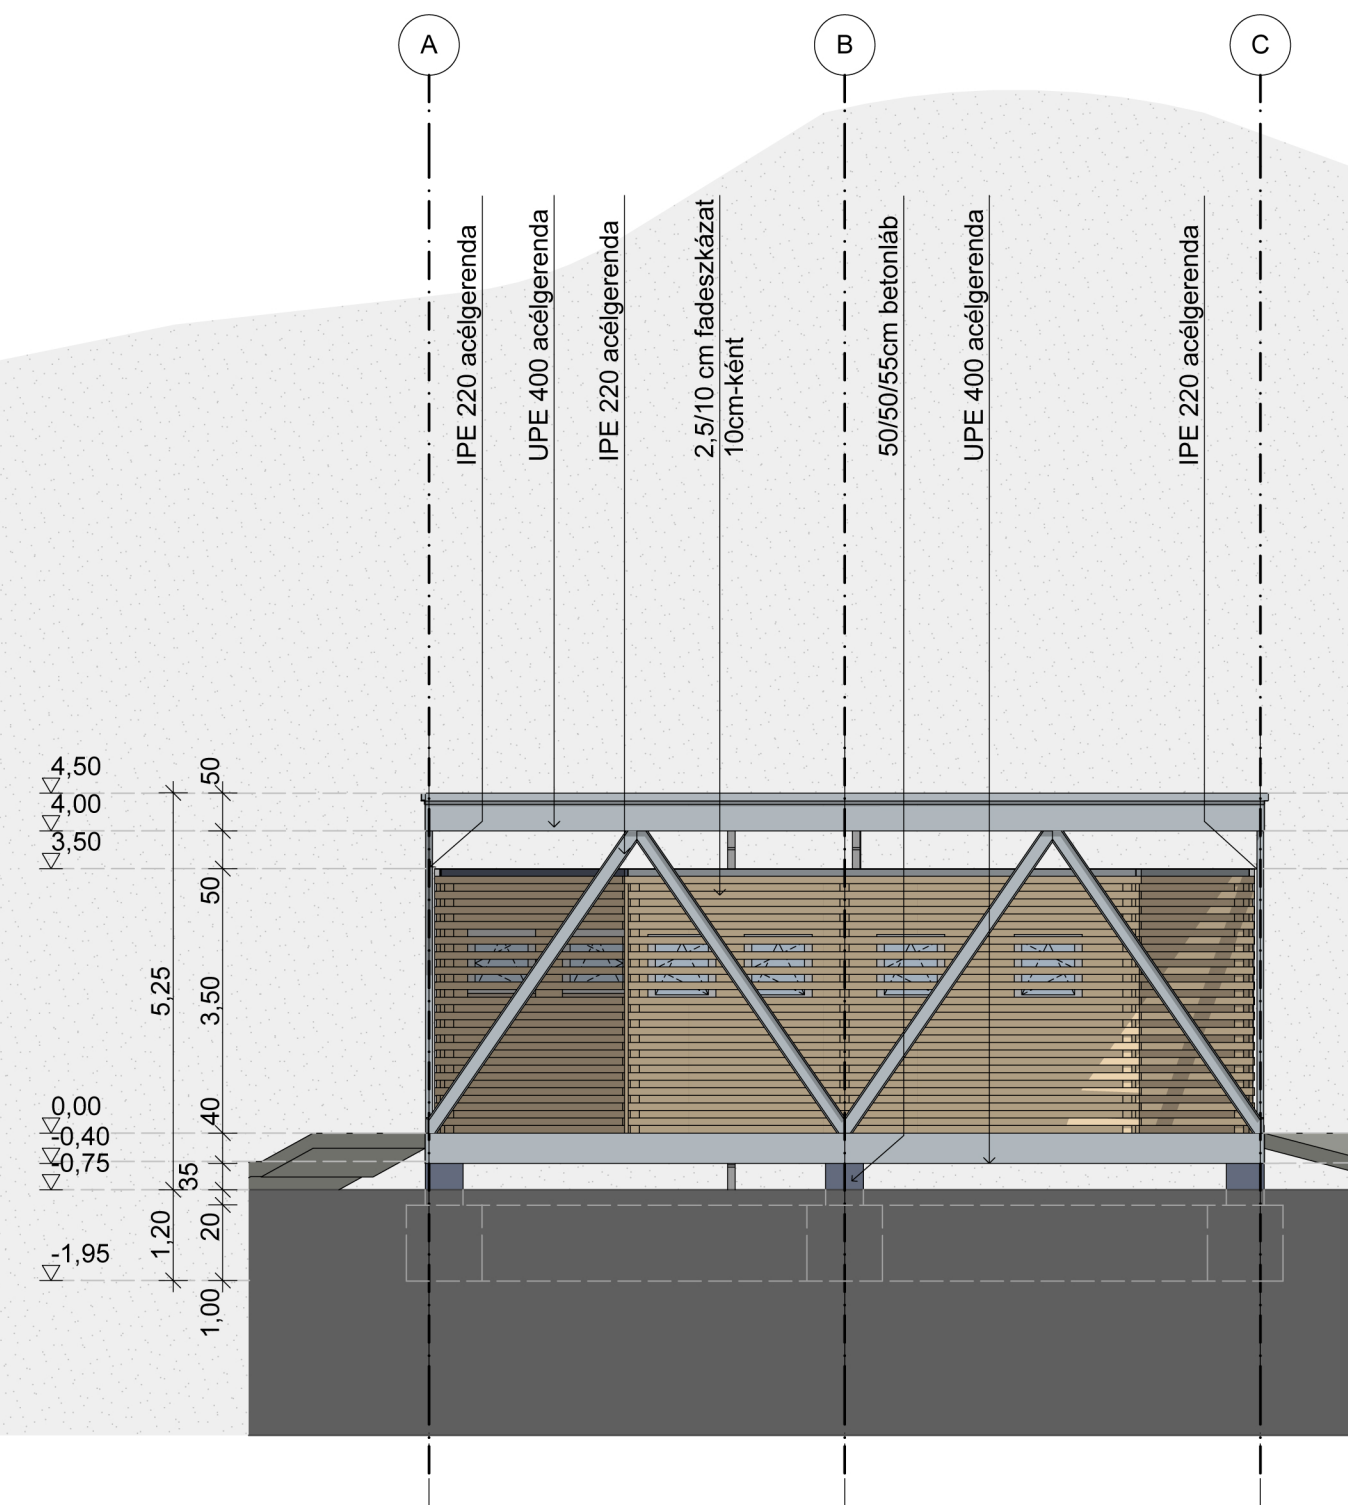 A
B
C
IPE 220 acélgerenda
UPE 400 acélgerenda
IPE 220 acélgerenda
2,5/10 cm fadeszkázat
10cm-ként
50/50/55cm betonláb
UPE 400 acélgerenda
IPE 220 acélgerenda
4,50
4,00
3,50
0,00
-0,40
-0,75
-1,95
5,25
1,20
50
50
3,50
40
35
20
1,00